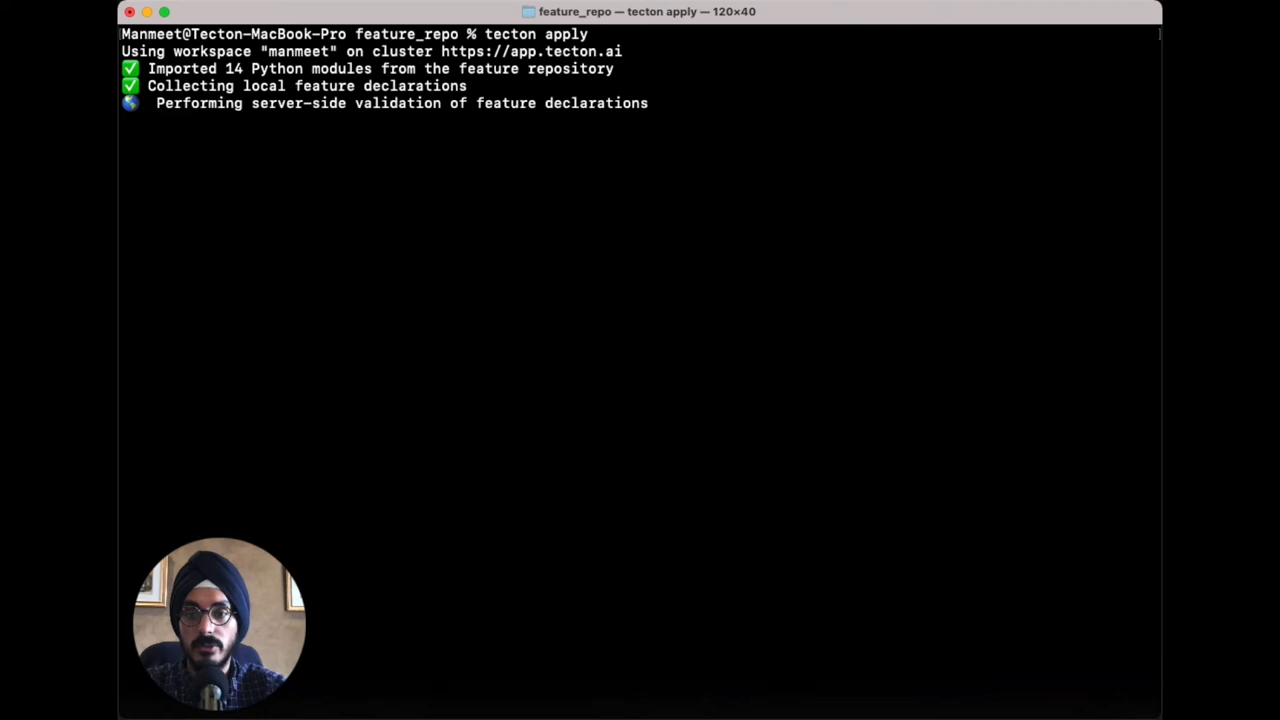 feature_repo — tecton apply — 120×40
Manmeet@Tecton-MacBook-Pro feature_repo % tecton apply
Using workspace "manmeet" on cluster https://app.tecton.ai
✅ Imported 14 Python modules from the feature repository
✅ Collecting local feature declarations
🌎 Performing server-side validation of feature declarations